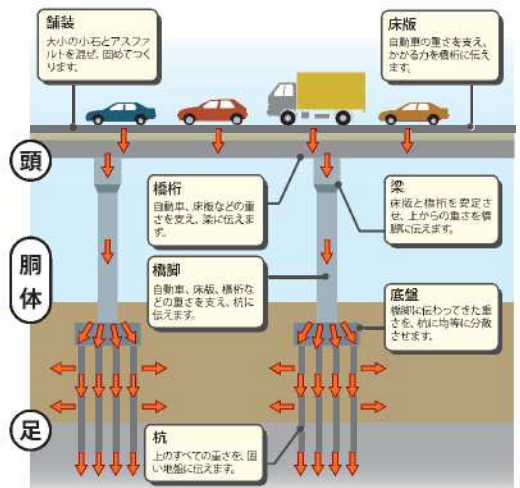 舗装
大小の小石とアスファ
ルトを混ぜ、固めてつく
ります。
床版
自動車の重さを支え、
かかる力を橋桁に伝え
ます。
頭
橋桁
自動車、床版などの重
さを支え、梁に伝えま
す。
梁
床版と橋桁を安定さ
せ、上からの重さを橋
脚に伝えます。
胴体
橋脚
自動車、床版、橋桁な
どの重さを支え、杭に
伝えます。
底盤
橋脚に伝わってきた重
さを、杭に均等に分散
させます。
足
杭
上のすべての重さを、固
い地盤に伝えます。